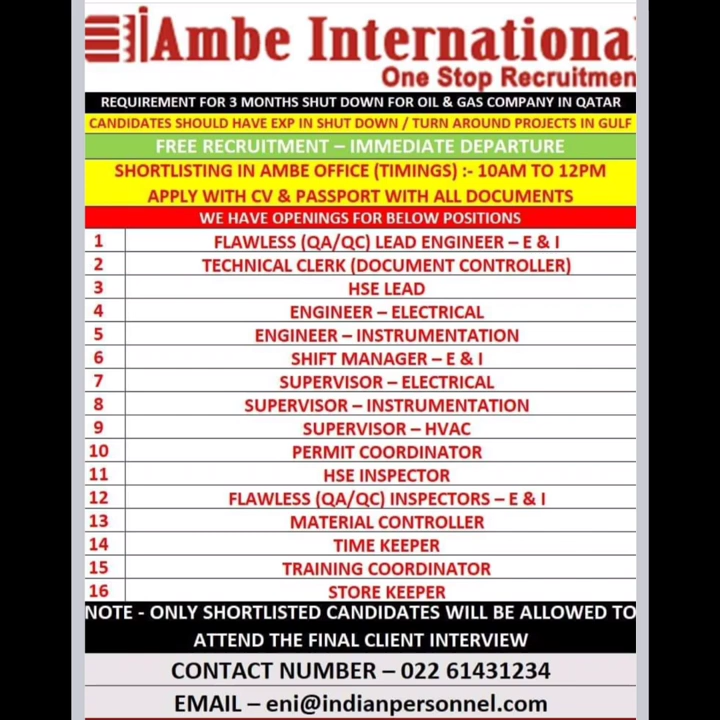 Ambe Internationa
One Stop Recruitmen
REQUIREMENT FOR 3 MONTHS SHUT DOWN FOR OIL & GAS COMPANY IN QATAR
CANDIDATES SHOULD HAVE EXP IN SHUT DOWN / TURN AROUND PROJECTS IN GULF
FREE RECRUITMENT – IMMEDIATE DEPARTURE
SHORTLISTING IN AMBE OFFICE (TIMINGS) :- 10AM TO 12PM
APPLY WITH CV & PASSPORT WITH ALL DOCUMENTS
WE HAVE OPENINGS FOR BELOW POSITIONS
1 FLAWLESS (QA/QC) LEAD ENGINEER – E & I
2 TECHNICAL CLERK (DOCUMENT CONTROLLER)
3 HSE LEAD
4 ENGINEER – ELECTRICAL
5 ENGINEER – INSTRUMENTATION
6 SHIFT MANAGER – E & I
7 SUPERVISOR – ELECTRICAL
8 SUPERVISOR – INSTRUMENTATION
9 SUPERVISOR – HVAC
10 PERMIT COORDINATOR
11 HSE INSPECTOR
12 FLAWLESS (QA/QC) INSPECTORS – E & I
13 MATERIAL CONTROLLER
14 TIME KEEPER
15 TRAINING COORDINATOR
16 STORE KEEPER
NOTE - ONLY SHORTLISTED CANDIDATES WILL BE ALLOWED TO
ATTEND THE FINAL CLIENT INTERVIEW
CONTACT NUMBER – 022 61431234
EMAIL – eni@indianpersonnel.com